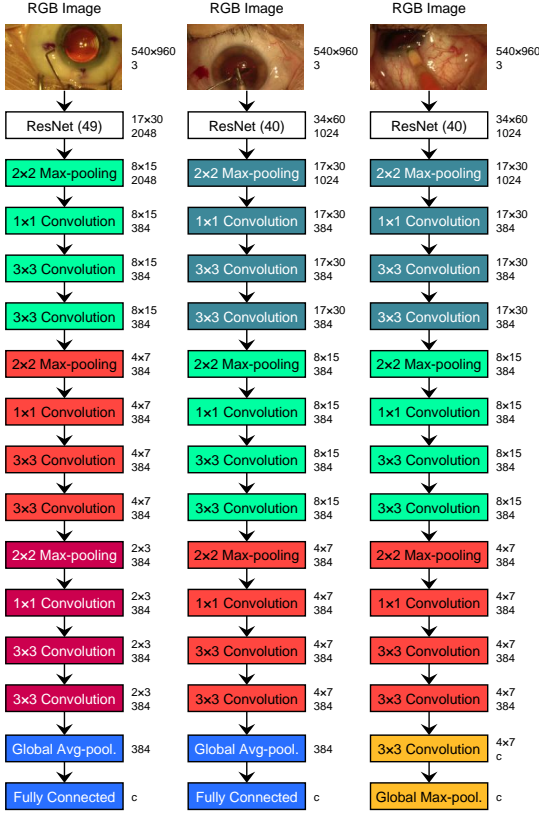 RGB Image
540×960
3
ResNet (49)
17×30
2048
2×2 Max-pooling
8×15
2048
1×1 Convolution
8×15
384
3×3 Convolution
8×15
384
3×3 Convolution
8×15
384
2×2 Max-pooling
4×7
384
1×1 Convolution
4×7
384
3×3 Convolution
4×7
384
3×3 Convolution
4×7
384
2×2 Max-pooling
2×3
384
1×1 Convolution
2×3
384
3×3 Convolution
2×3
384
3×3 Convolution
2×3
384
Global Avg-pool.
384
Fully Connected
c
RGB Image
540×960
3
ResNet (40)
34×60
1024
2×2 Max-pooling
17×30
1024
1×1 Convolution
17×30
384
3×3 Convolution
17×30
384
3×3 Convolution
17×30
384
2×2 Max-pooling
8×15
384
1×1 Convolution
8×15
384
3×3 Convolution
8×15
384
3×3 Convolution
8×15
384
2×2 Max-pooling
4×7
384
1×1 Convolution
4×7
384
3×3 Convolution
4×7
384
3×3 Convolution
4×7
384
Global Avg-pool.
384
Fully Connected
c
RGB Image
540×960
3
ResNet (40)
34×60
1024
2×2 Max-pooling
17×30
1024
1×1 Convolution
17×30
384
3×3 Convolution
17×30
384
3×3 Convolution
17×30
384
2×2 Max-pooling
8×15
384
1×1 Convolution
8×15
384
3×3 Convolution
8×15
384
3×3 Convolution
8×15
384
2×2 Max-pooling
4×7
384
1×1 Convolution
4×7
384
3×3 Convolution
4×7
384
3×3 Convolution
4×7
384
3×3 Convolution
4×7
c
Global Max-pool.
c